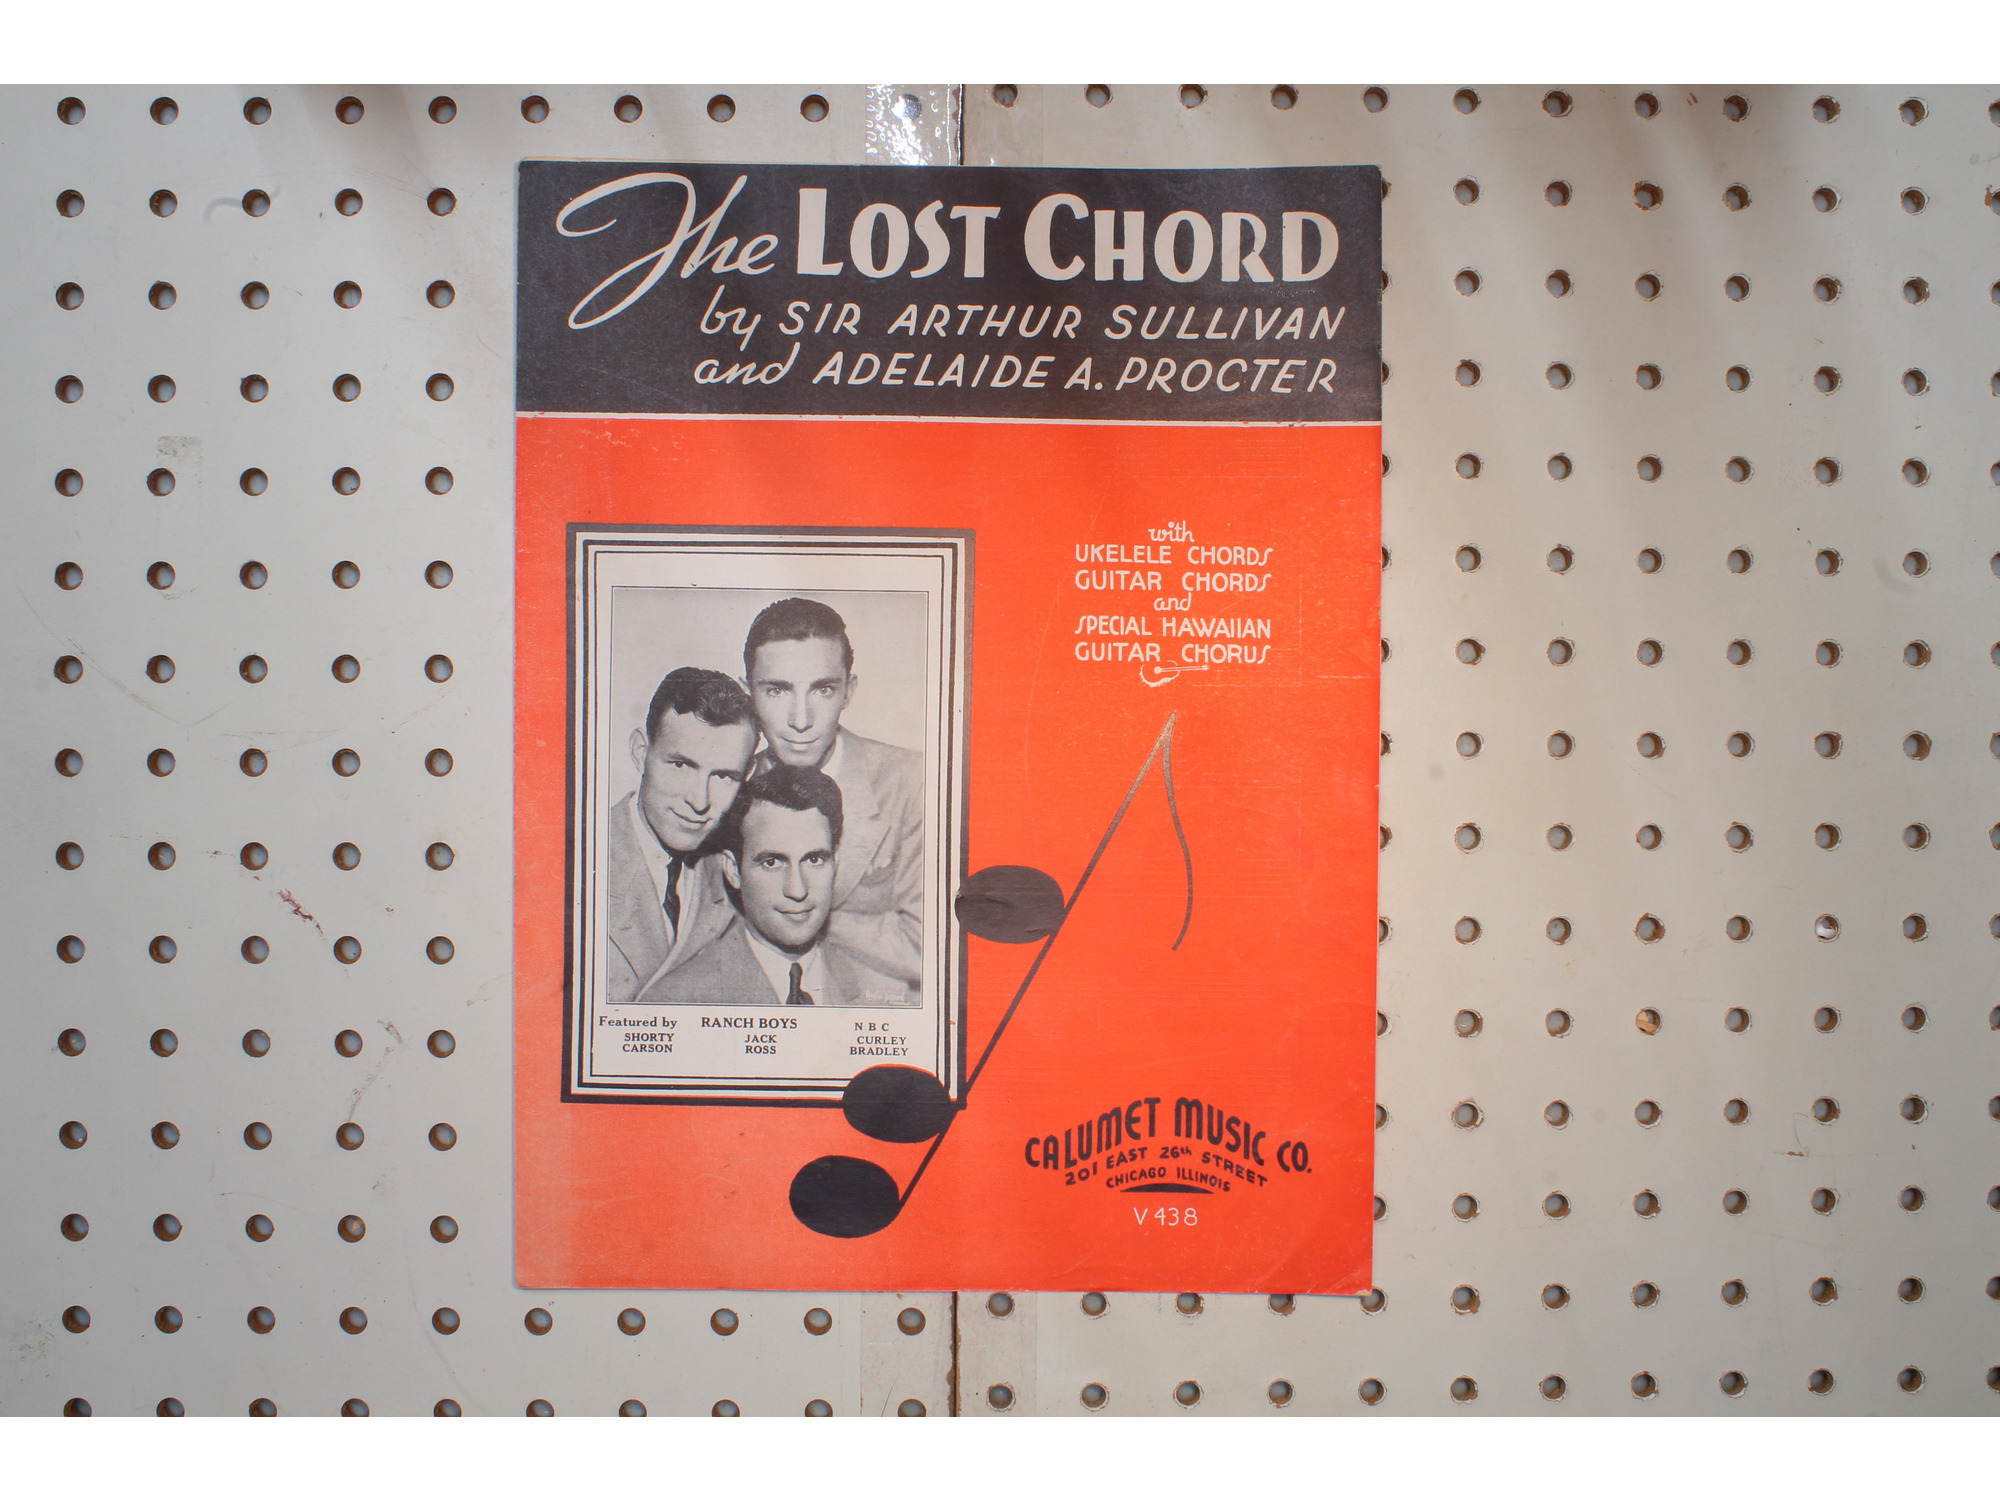 The LOST CHORD
by SIR ARTHUR SULLIVAN
and ADELAIDE A. PROCTER
with
UKELELE CHORDS
GUITAR CHORDS
and
SPECIAL HAWAIIAN
GUITAR CHORUS
Featured by RANCH BOYS NBC
SHORTY JACK CURLEY
CARSON ROSS BRADLEY
CALUMET MUSIC CO.
201 EAST 26th STREET
CHICAGO ILLINOIS
V 438